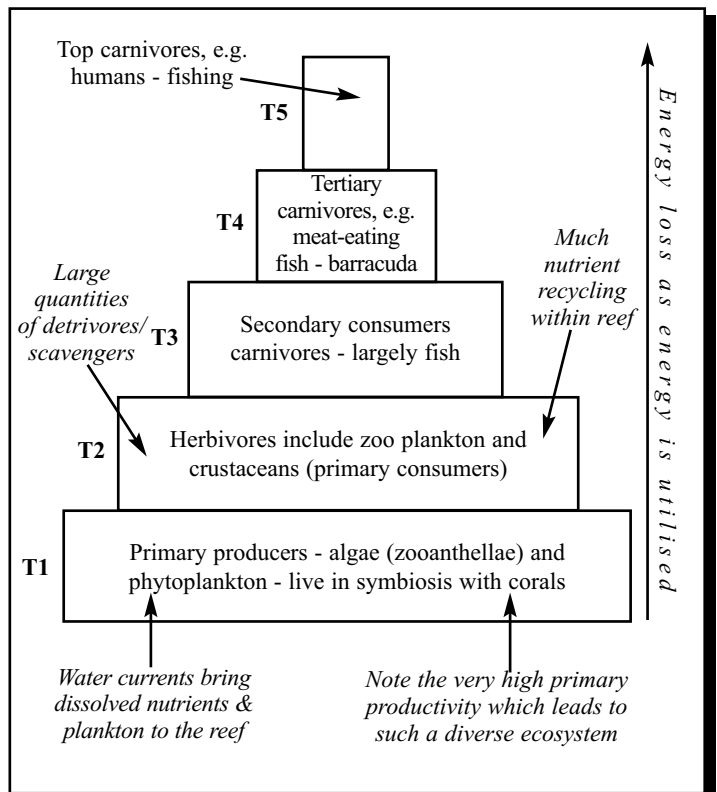 Top carnivores, e.g.
humans - fishing
T5
Tertiary
carnivores, e.g.
meat-eating
fish - barracuda
T4
Much
nutrient
recycling
within reef
Large
quantities
of detrivores/
scavengers
T3
Secondary consumers
carnivores - largely fish
T2
Herbivores include zoo plankton and
crustaceans (primary consumers)
T1
Primary producers - algae (zooanthellae) and
phytoplankton - live in symbiosis with corals
Water currents bring
dissolved nutrients &
plankton to the reef
Note the very high primary
productivity which leads to
such a diverse ecosystem
Energy loss as energy is utilised